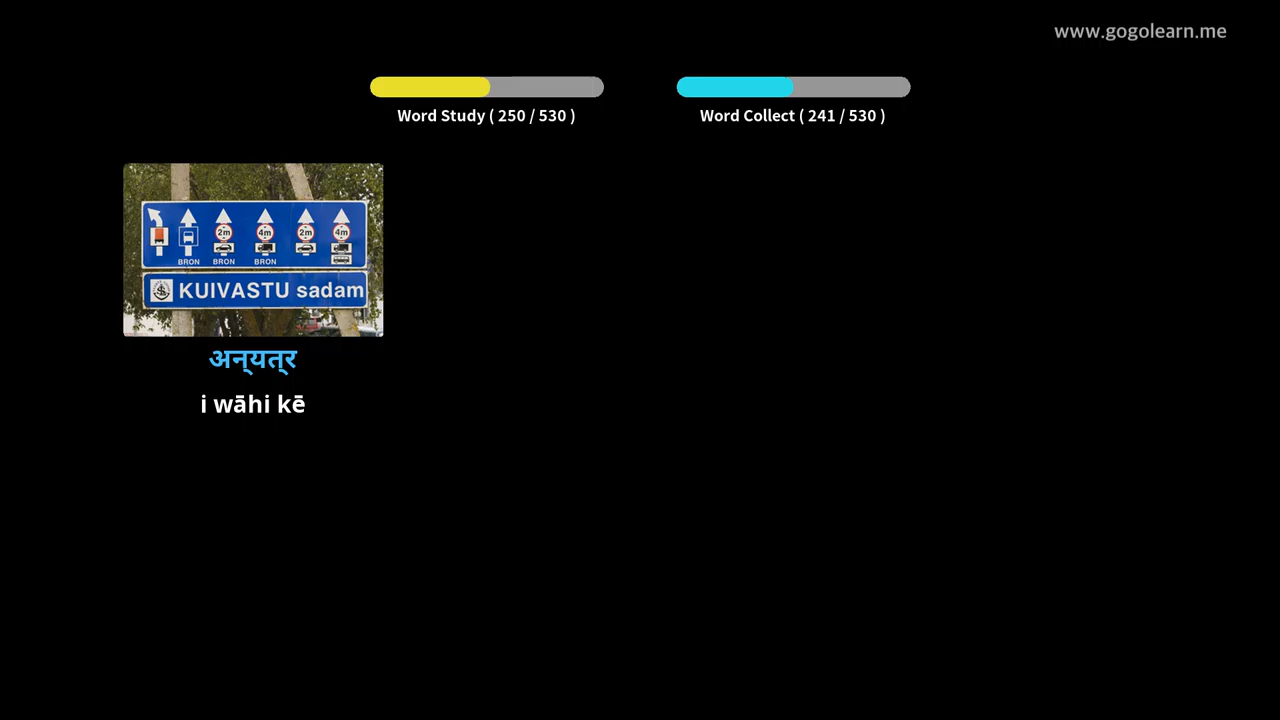 www.gogolearn.me
Word Study ( 250 / 530 )
Word Collect ( 241 / 530 )
2m
4m
2m
4m
BRON
BRON
BRON
KUIVASTU sadam
अन्यत्र
i wāhi kē